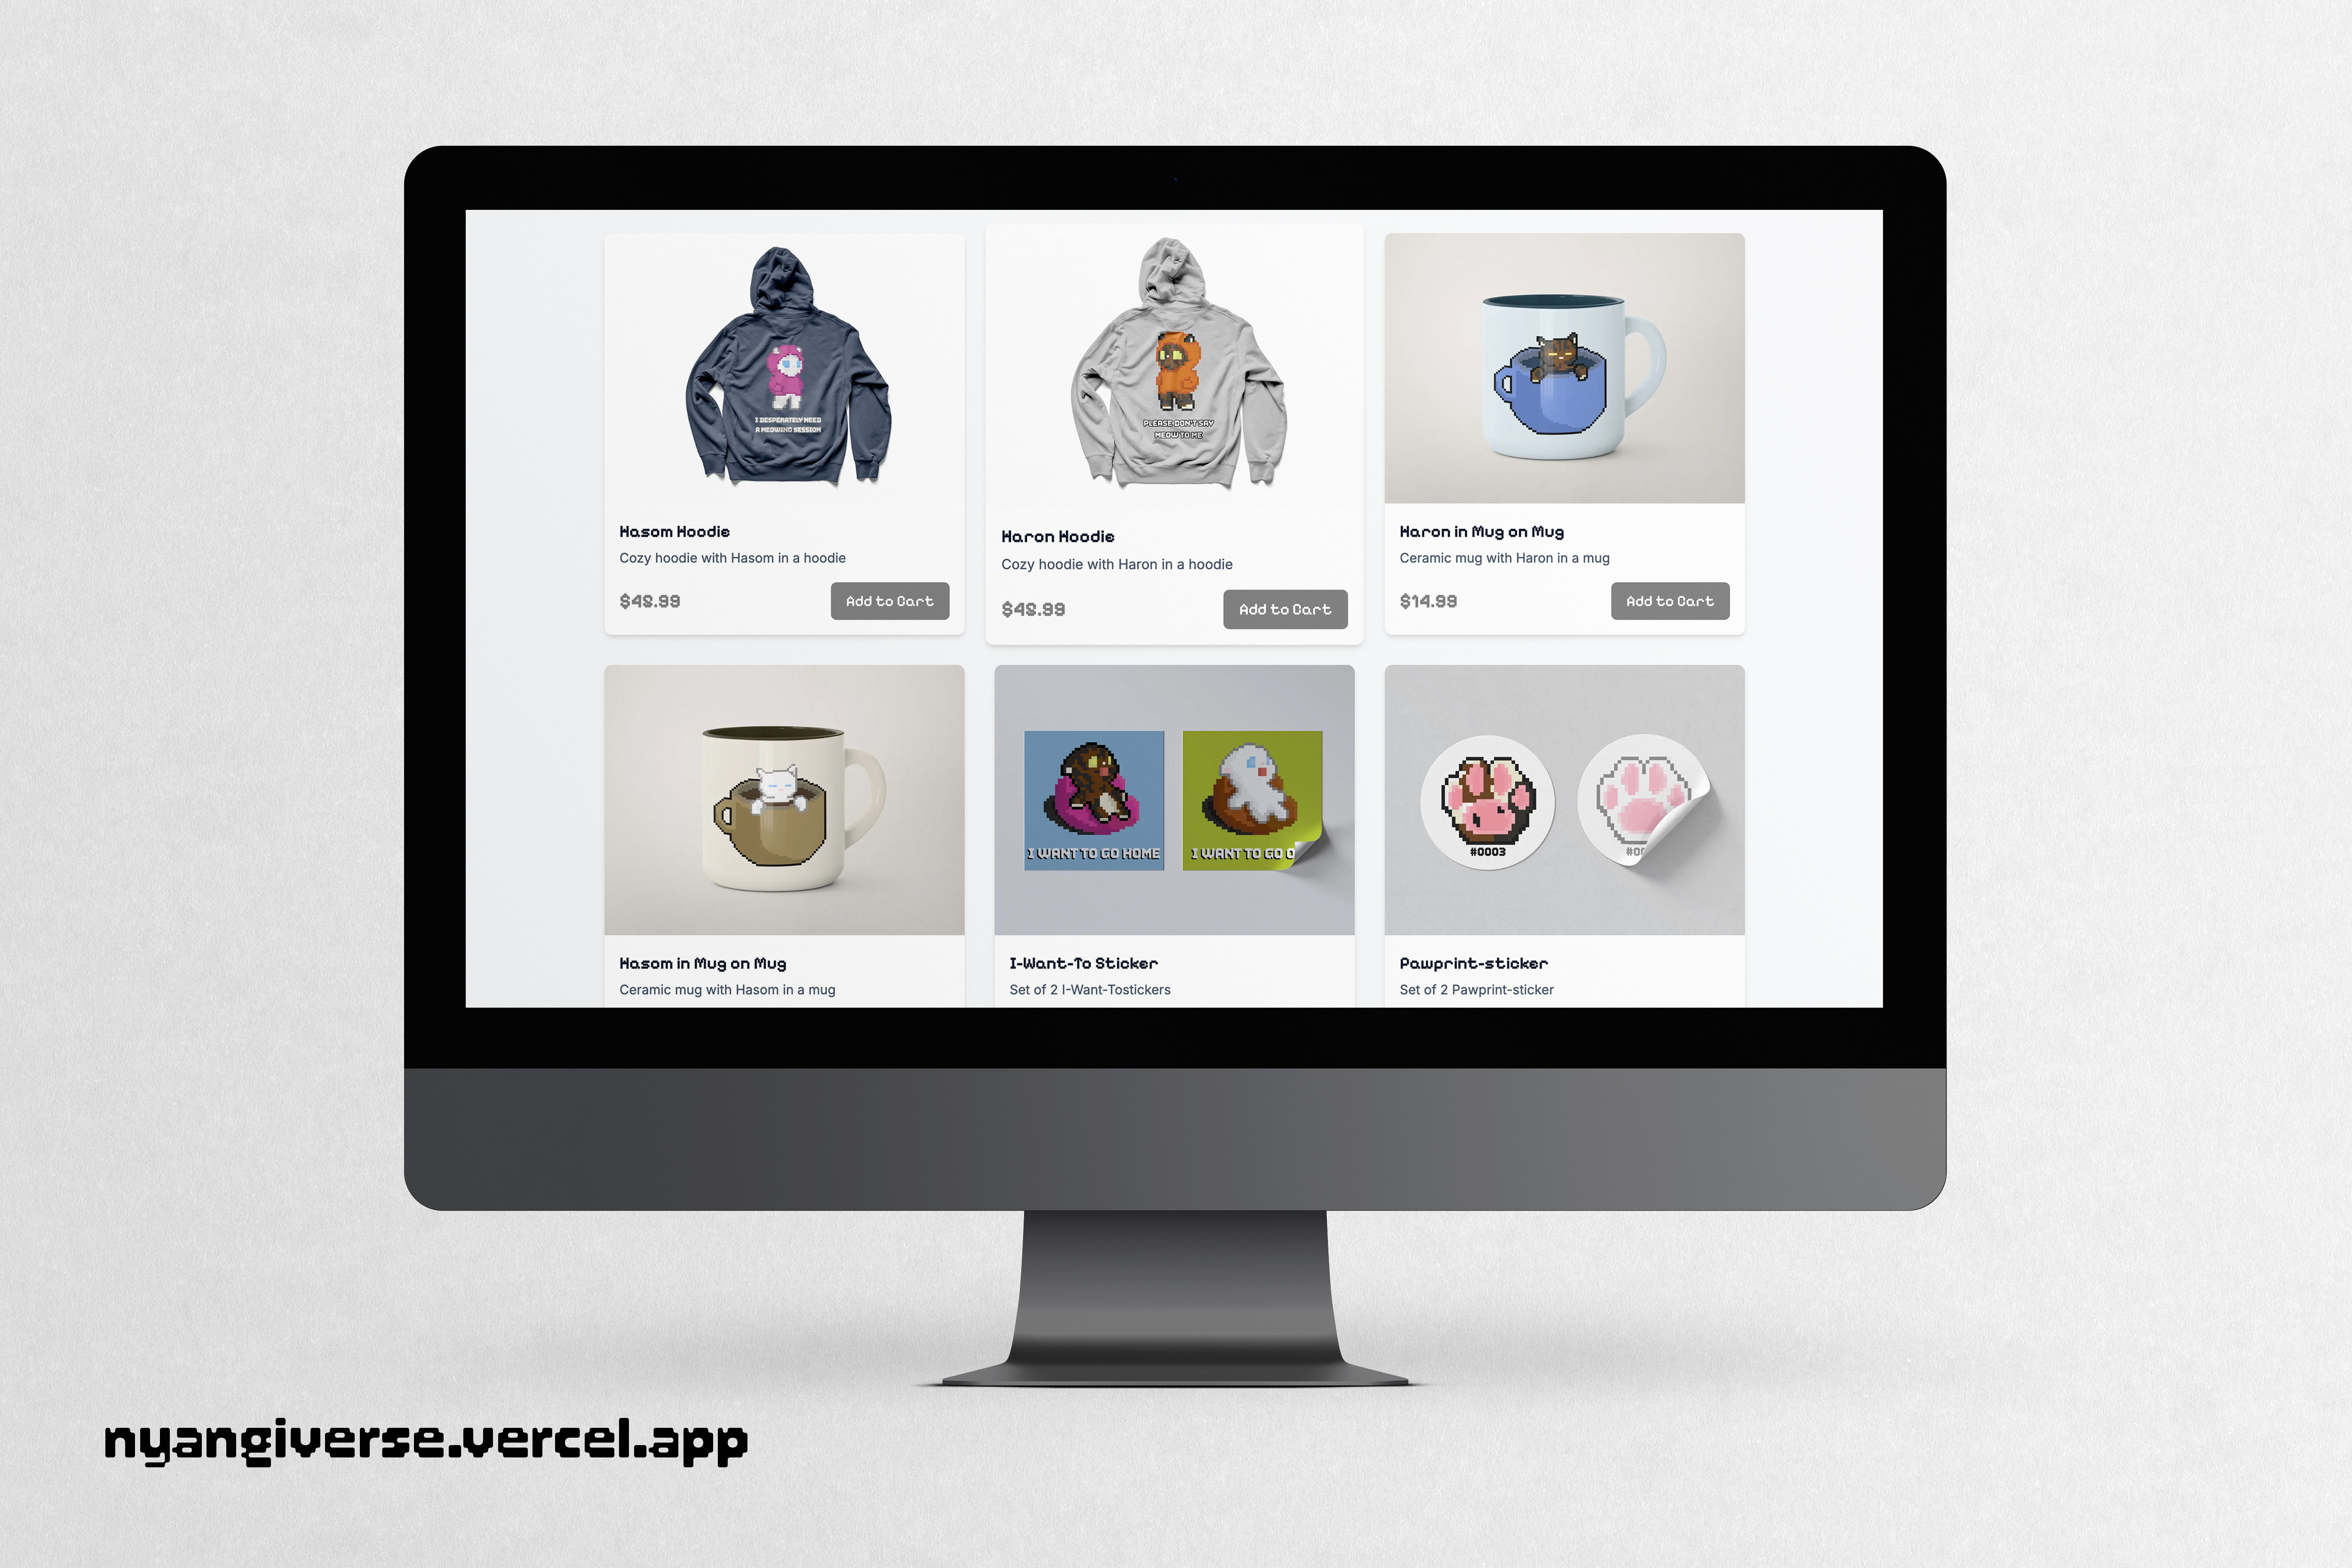 I DESPERATELY NEED
A MEOWING SESSION
PLEASE DON'T SAY
MEOW TO ME
Hasom Hoodie
Cozy hoodie with Hasom in a hoodie
$48.99
Add to Cart
Haron Hoodie
Cozy hoodie with Haron in a hoodie
$48.99
Add to Cart
Haron in Mug on Mug
Ceramic mug with Haron in a mug
$14.99
Add to Cart
I WANT TO GO HOME
I WANT TO GO O
#0003
#00
Hasom in Mug on Mug
Ceramic mug with Hasom in a mug
I-Want-To Sticker
Set of 2 I-Want-Tostickers
Pawprint-sticker
Set of 2 Pawprint-sticker
nyangiverse.vercel.app